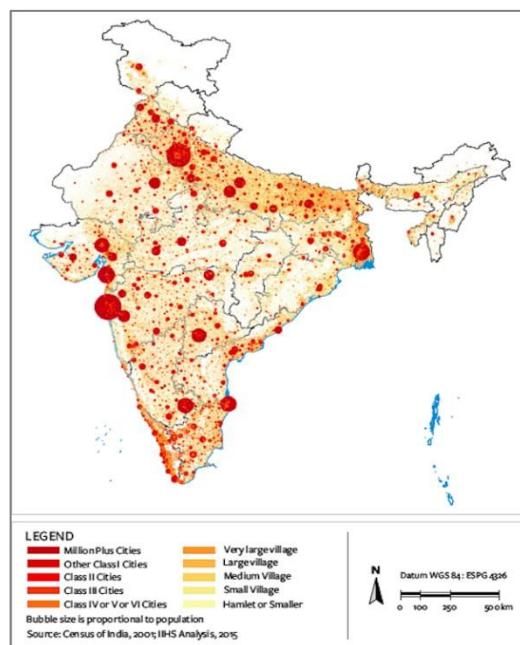 LEGEND
Million Plus Cities
Other Class I Cities
Class II Cities
Class III Cities
Class IV or V or VI Cities
Very large village
Large village
Medium Village
Small Village
Hamlet or Smaller
Bubble size is proportional to population
Source: Census of India, 2001; IIHS Analysis, 2015
N
Datum WGS 84: ESPG 4326
0 100 250 500 km